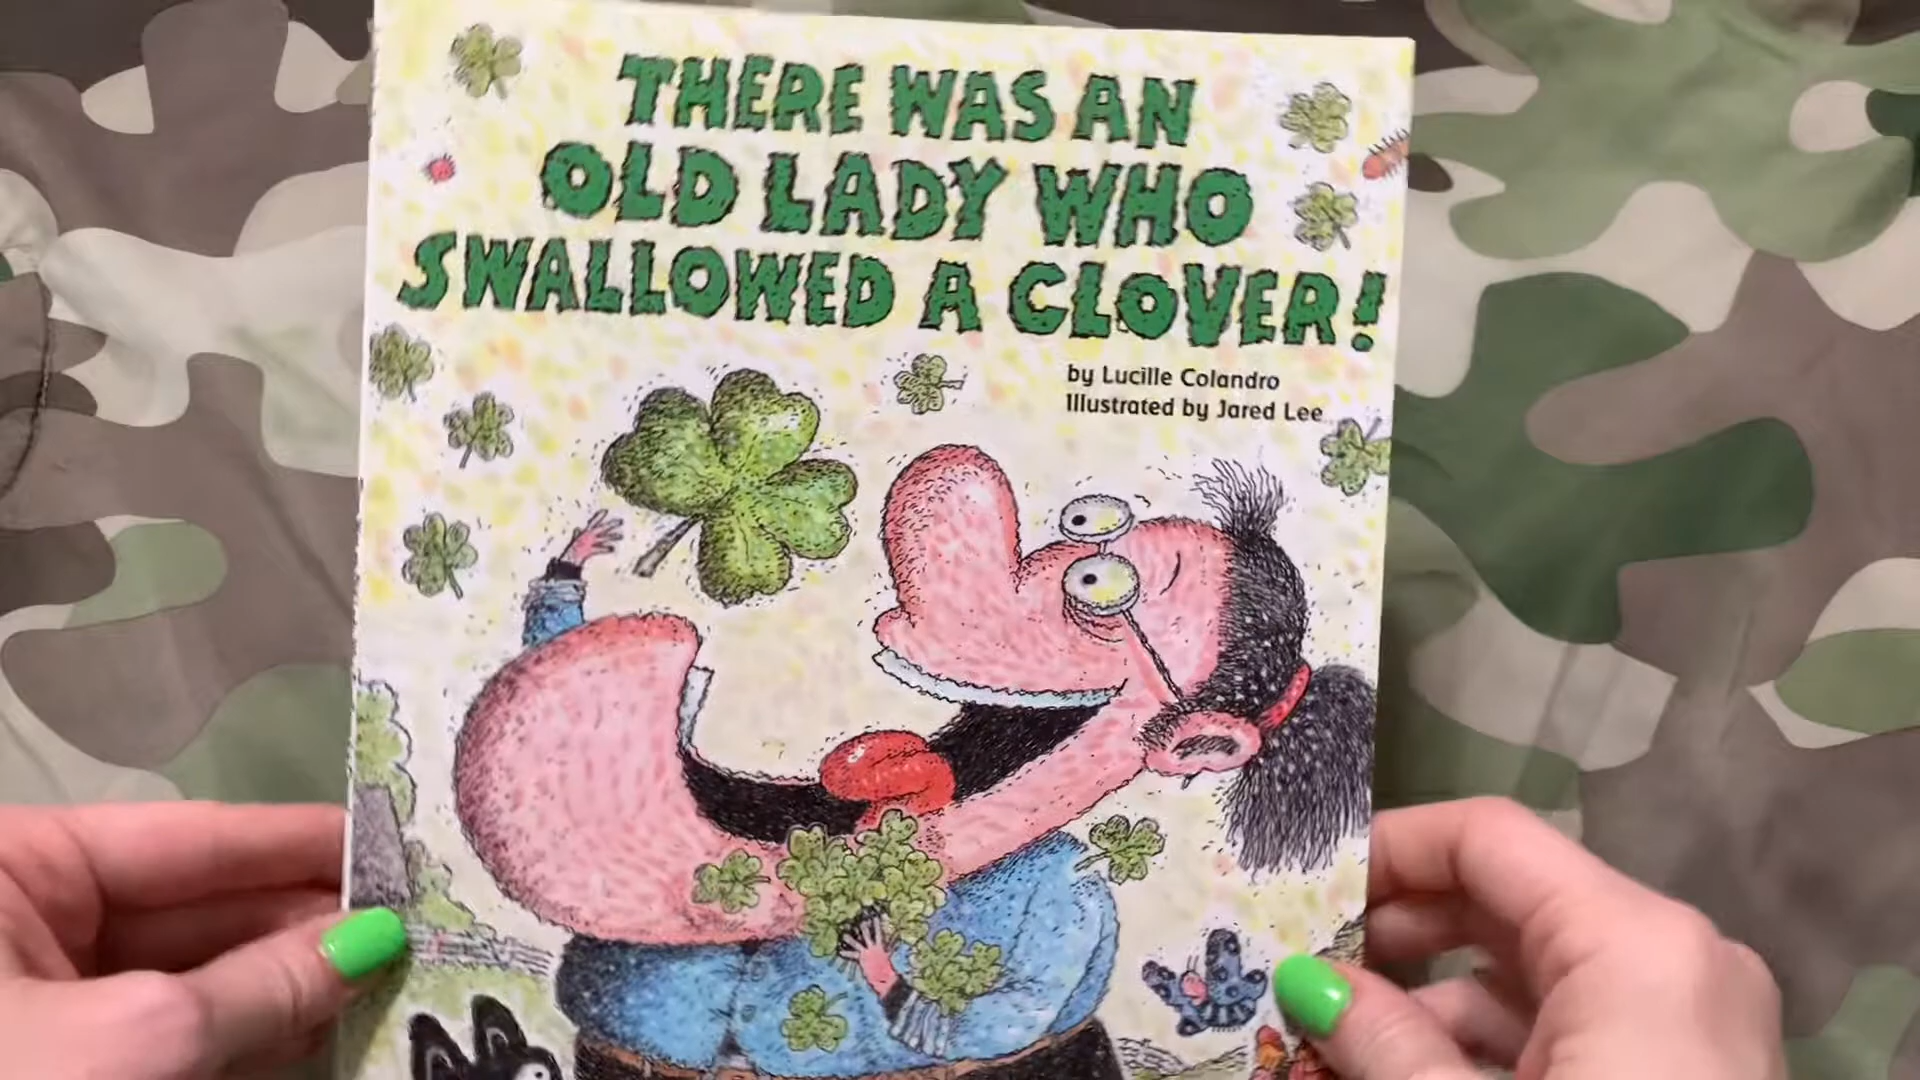 THERE WAS AN
OLD LADY WHO
SWALLOWED A CLOVER!
by Lucille Colandro
Illustrated by Jared Lee